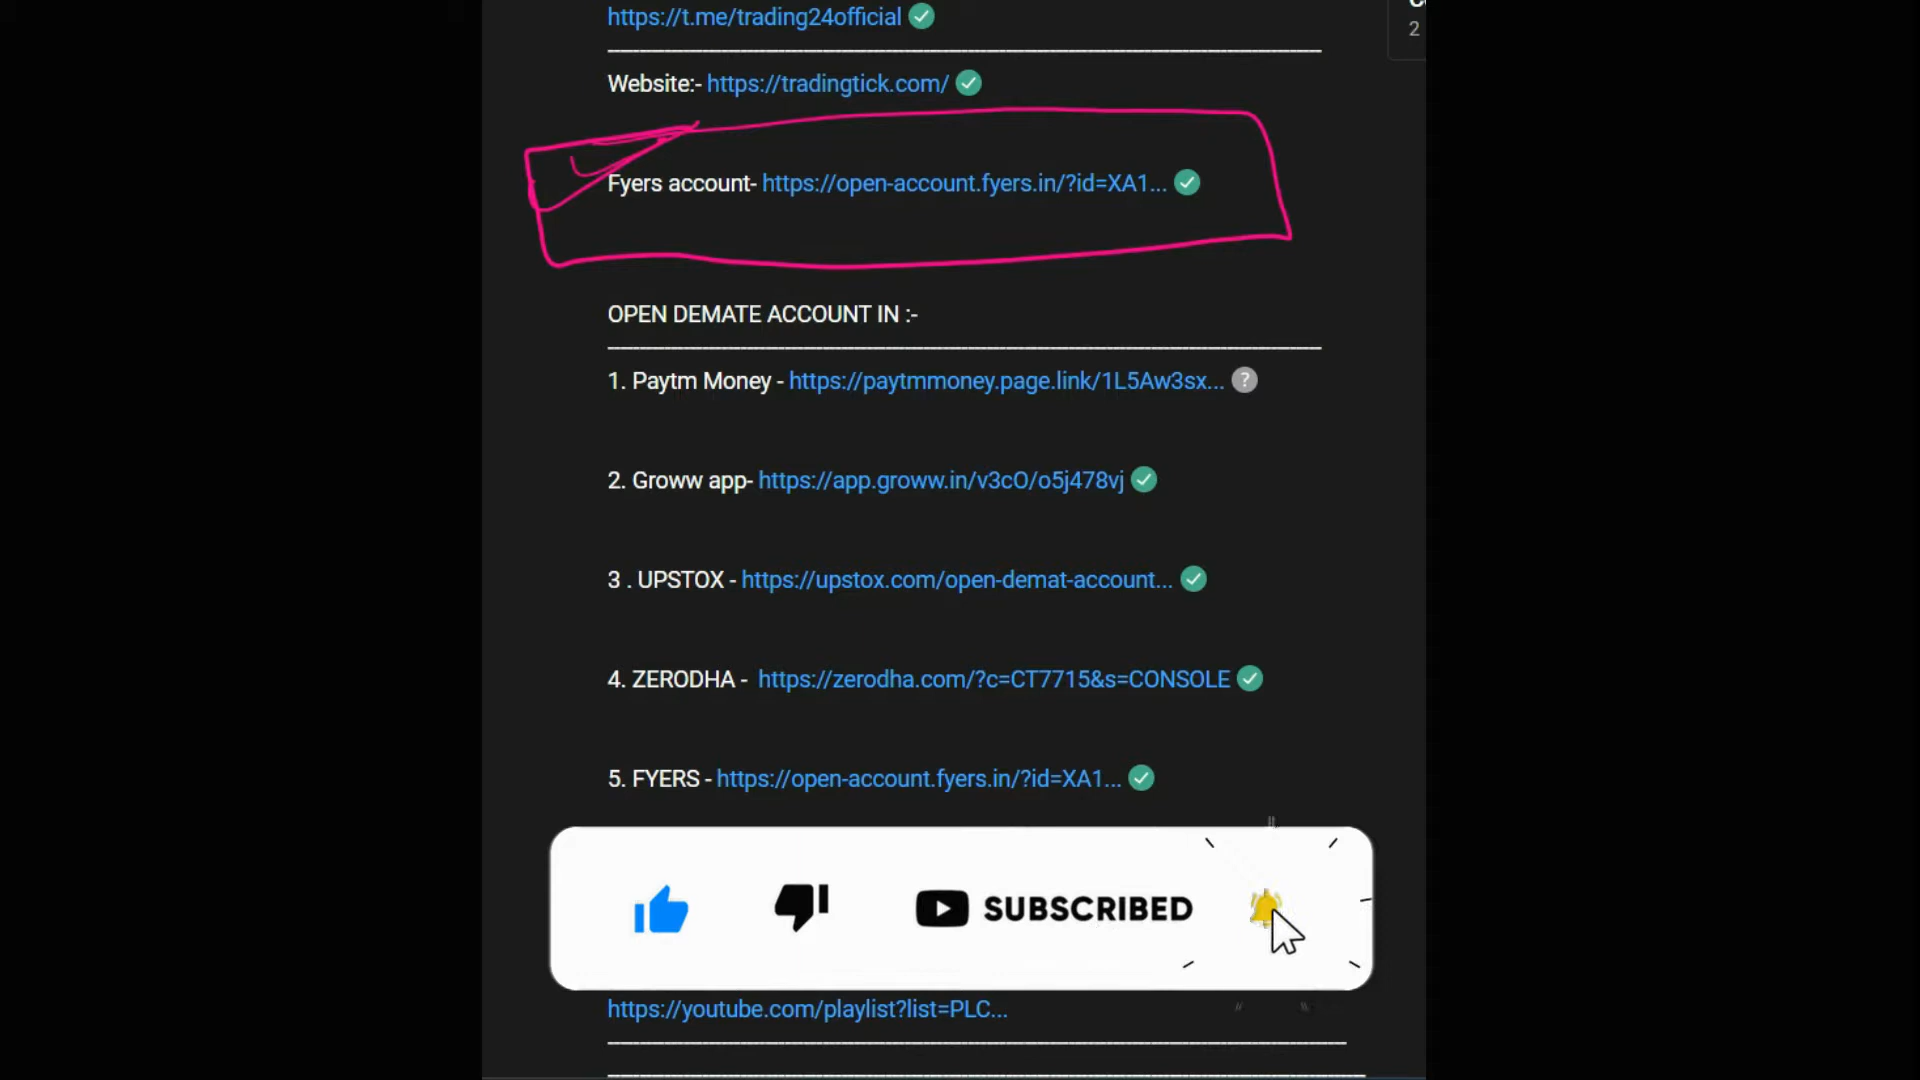 https://t.me/trading24official
Website:- https://tradingtick.com/
Fyers account- https://open-account.fyers.in/?id=XA1...
OPEN DEMATE ACCOUNT IN :-
1. Paytm Money - https://paytmmoney.page.link/1L5Aw3sx... ?
2. Groww app- https://app.groww.in/v3cO/o5j478vj
3 . UPSTOX - https://upstox.com/open-demat-account...
4. ZERODHA - https://zerodha.com/?c=CT7715&s=CONSOLE
5. FYERS - https://open-account.fyers.in/?id=XA1...
SUBSCRIBED
https://youtube.com/playlist?list=PLC...
2